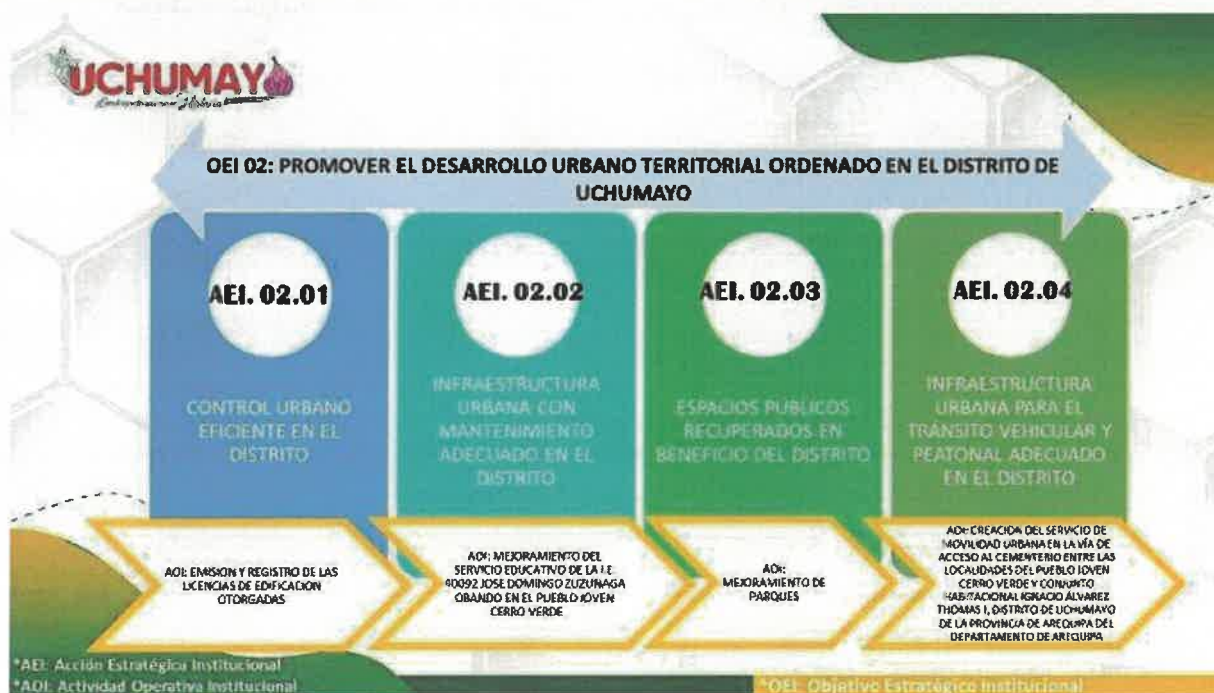 UCHUMAYO
OEI 02: PROMOVER EL DESARROLLO URBANO TERRITORIAL ORDENADO EN EL DISTRITO DE
UCHUMAYO
AEI. 02.01
CONTROL URBANO
EFICIENTE EN EL
DISTRITO
AOI: EMISION Y REGISTRO DE LAS
LICENCIAS DE EDIFICACION
OTORGADAS
AEI. 02.02
INFRAESTRUCTURA
URBANA CON
MANTENIMIENTO
ADECUADO EN EL
DISTRITO
AOI: MEJORAMIENTO DEL
SERVICIO EDUCATIVO DE LA I.E.
40092 JOSE DOMINGO ZUZUNAGA
OBANDO EN EL PUEBLO JOVEN
CERRO VERDE
AEI. 02.03
ESPACIOS PUBLICOS
RECUPERADOS EN
BENEFICIO DEL DISTRITO
AOI:
MEJORAMIENTO DE
PARQUES
AEI. 02.04
INFRAESTRUCTURA
URBANA PARA EL
TRÁNSITO VEHICULAR Y
PEATONAL ADECUADO
EN EL DISTRITO
AOI: CREACION DEL SERVICIO DE
MOVILIDAD URBANA EN LA VÍA DE
ACCESO AL CEMENTERIO ENTRE LAS
LOCALIDADES DEL PUEBLO JOVEN
CERRO VERDE Y CONJUNTO
HABITACIONAL IGNACIO ÁLVAREZ
THOMAS I, DISTRITO DE UCHUMAYO
DE LA PROVINCIA DE AREQUIPA DEL
DEPARTAMENTO DE AREQUIPA
*AEI: Acción Estratégica Institucional
*AOI: Actividad Operativa Institucional
*OEI: Objetivo Estratégico Institucional